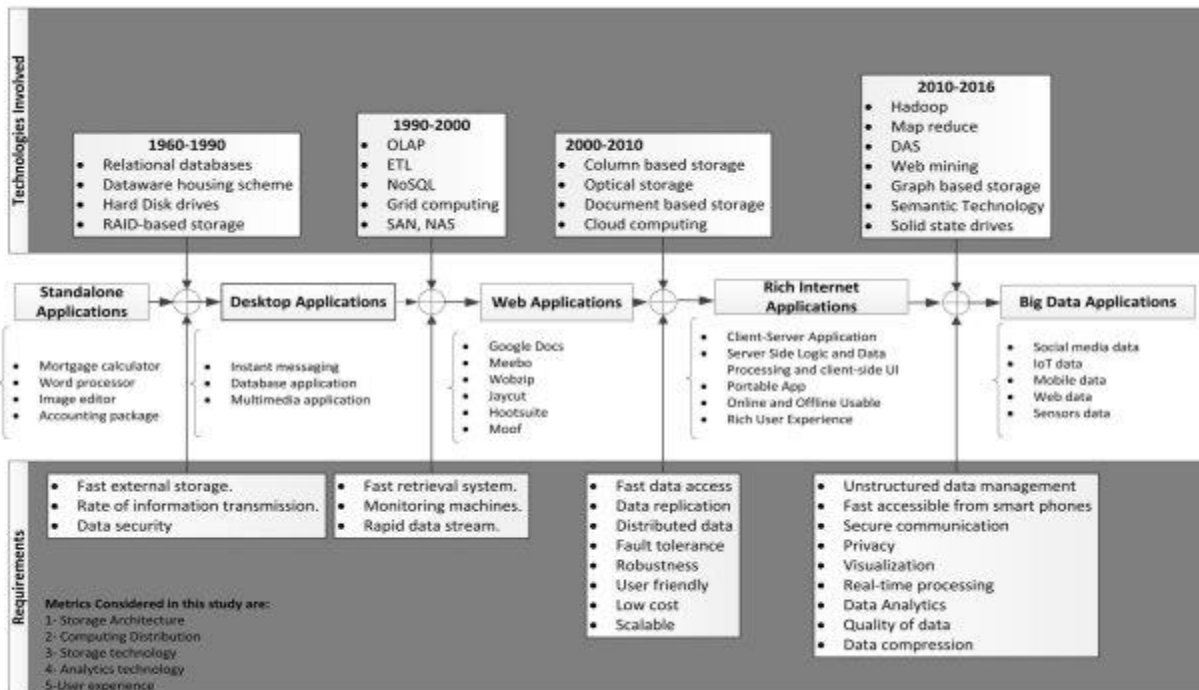 Technologies Involved
1960-1990
Relational databases
Dataware housing scheme
Hard Disk drives
RAID-based storage
1990-2000
OLAP
ETL
NoSQL
Grid computing
SAN, NAS
2000-2010
Column based storage
Optical storage
Document based storage
Cloud computing
2010-2016
Hadoop
Map reduce
DAS
Web mining
Graph based storage
Semantic Technology
Solid state drives
Standalone
Applications
Desktop Applications
Web Applications
Rich Internet
Applications
Big Data Applications
Mortgage calculator
Word processor
Image editor
Accounting package
Instant messaging
Database application
Multimedia application
Google Docs
Meebo
Wobzip
Jaycut
Hootsuite
Moof
Client-Server Application
Server Side Logic and Data
Processing and client-side UI
Portable App
Online and Offline Usable
Rich User Experience
Social media data
IoT data
Mobile data
Web data
Sensors data
Requirements
Fast external storage.
Rate of information transmission.
Data security
Fast retrieval system.
Monitoring machines.
Rapid data stream.
Fast data access
Data replication
Distributed data
Fault tolerance
Robustness
User friendly
Low cost
Scalable
Unstructured data management
Fast accessible from smart phones
Secure communication
Privacy
Visualization
Real-time processing
Data Analytics
Quality of data
Data compression
Metrics Considered in this study are:
1- Storage Architecture
2- Computing Distribution
3- Storage technology
4- Analytics technology
5-User experience